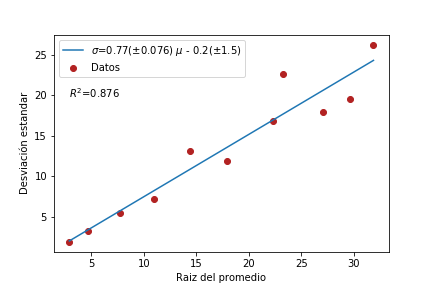 σ=0.77(±0.076) μ - 0.2(±1.5)
Datos
R²=0.876
Desviación estandar
25
20
15
10
5
5 10 15 20 25 30
Raiz del promedio